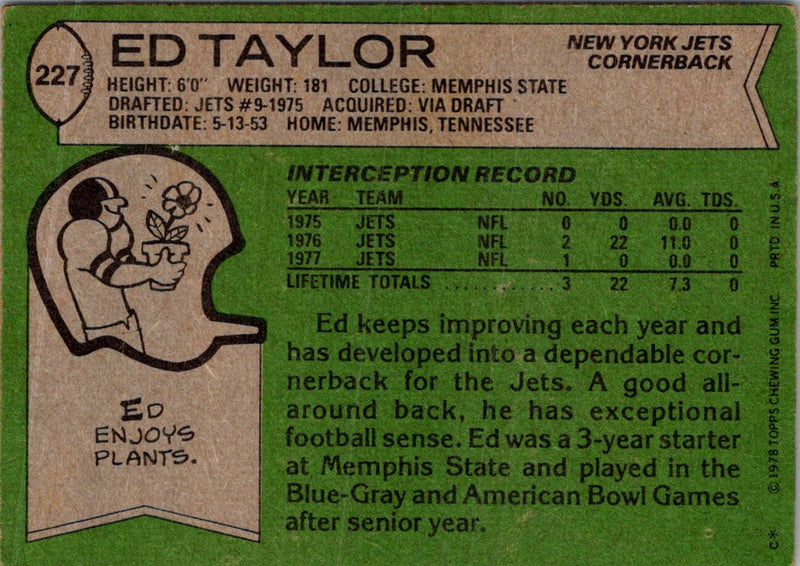 227
ED TAYLOR
NEW YORK JETS
CORNERBACK
HEIGHT: 6'0" WEIGHT: 181 COLLEGE: MEMPHIS STATE
DRAFTED: JETS #9-1975 ACQUIRED: VIA DRAFT
BIRTHDATE: 5-13-53 HOME: MEMPHIS, TENNESSEE
INTERCEPTION RECORD
YEAR TEAM NO. YDS. AVG. TDS.
1975 JETS NFL 0 0 0.0 0
1976 JETS NFL 2 22 11.0 0
1977 JETS NFL 1 0 0.0 0
LIFETIME TOTALS ............ 3 22 7.3 0
Ed keeps improving each year and
has developed into a dependable cor-
nerback for the Jets. A good all-
around back, he has exceptional
football sense. Ed was a 3-year starter
at Memphis State and played in the
Blue-Gray and American Bowl Games
after senior year.
ED
ENJOYS
PLANTS.
C* © 1978 TOPPS CHEWING GUM, INC. PRTD. IN U.S.A.